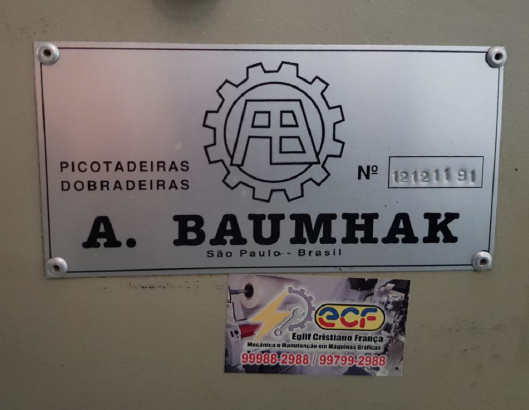 AB
PICOTADEIRAS
DOBRADEIRAS
Nº 12121191
A. BAUMHAK
São Paulo - Brasil
ecf
Eglif Cristiano França
Mecânica e Manutenção em Máquinas Gráficas
99988-2988 / 99799-2988